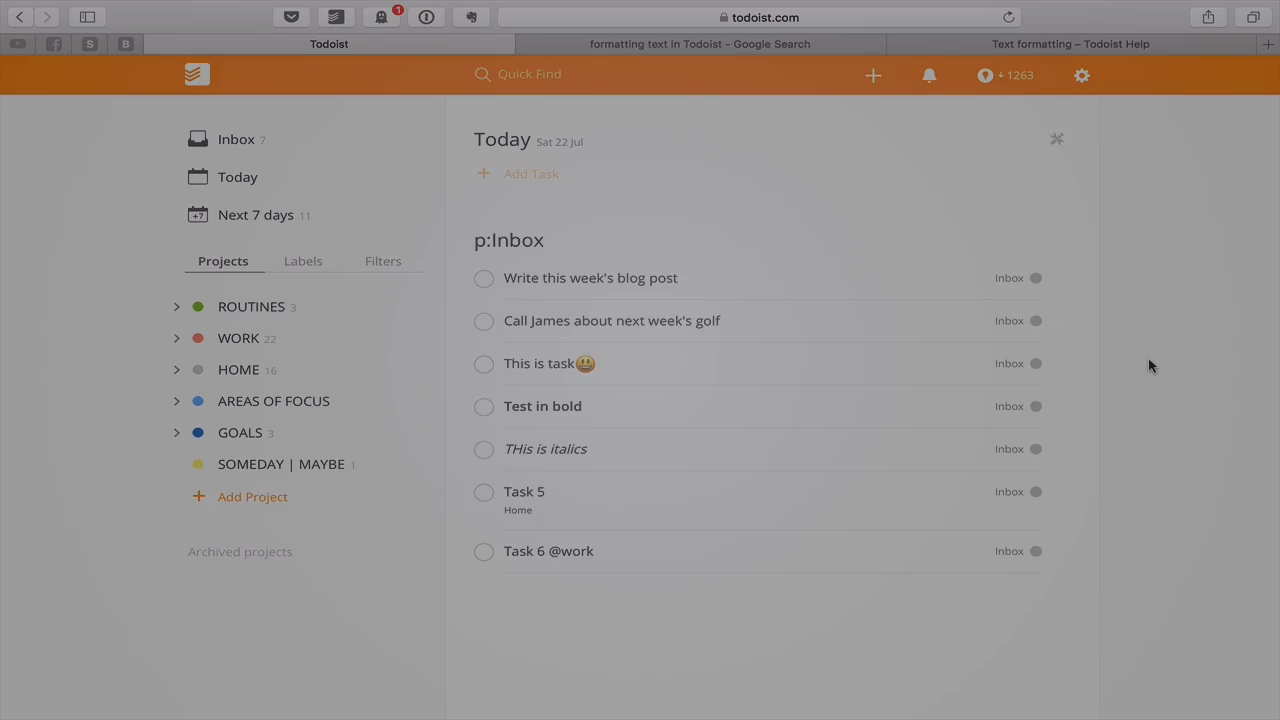 1
todoist.com
S
B
Todoist
formatting text in Todoist - Google Search
Text formatting – Todoist Help
Quick Find
1263
Inbox 7
Today
+7 Next 7 days 11
Projects Labels Filters
ROUTINES 3
WORK 22
HOME 16
AREAS OF FOCUS
GOALS 3
SOMEDAY | MAYBE 1
+ Add Project
Archived projects
Today Sat 22 Jul
+ Add Task
p:Inbox
Write this week's blog post Inbox
Call James about next week's golf Inbox
This is task😃 Inbox
Test in bold Inbox
THis is italics Inbox
Task 5 Inbox
Home
Task 6 @work Inbox